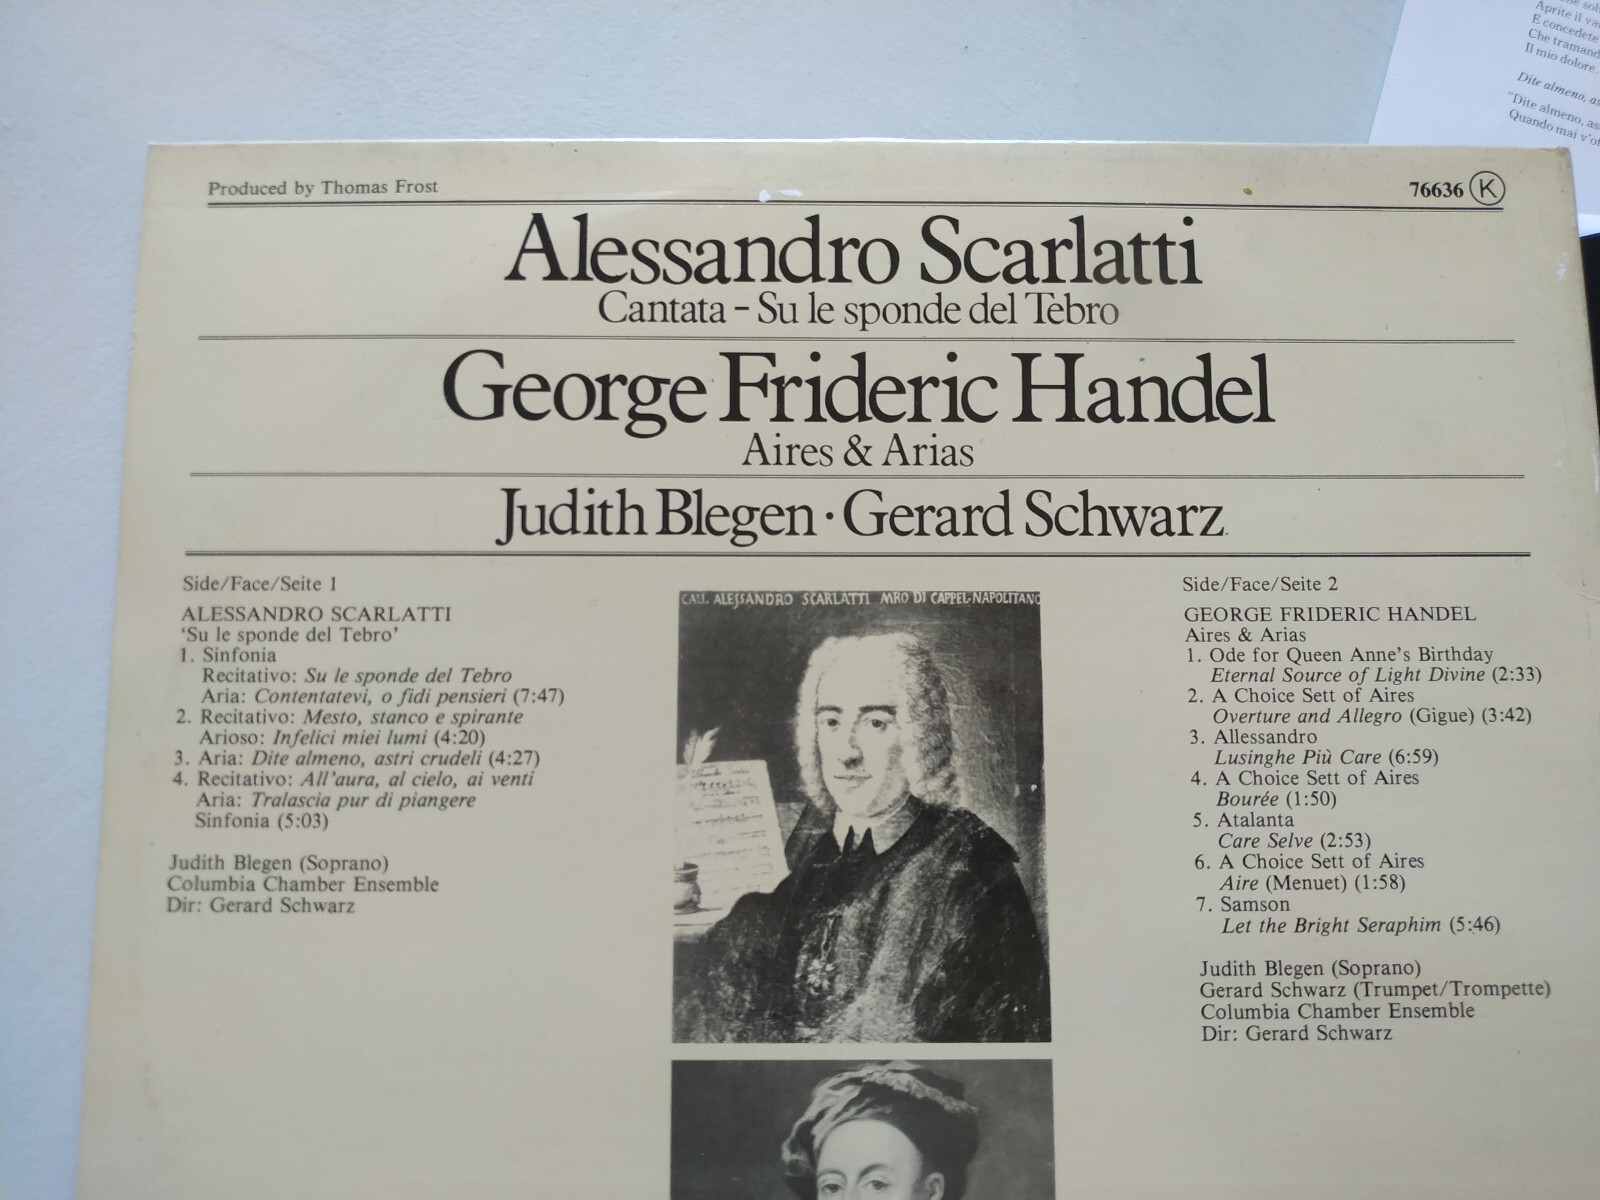 che sol
Aprite il va
E concedete
Che tramand
Il mio dolore.
Dite almeno, as
"Dite almeno, as
Quando mai v'ot
Produced by Thomas Frost
76636 K
Alessandro Scarlatti
Cantata - Su le sponde del Tebro
George Frideric Handel
Aires & Arias
Judith Blegen · Gerard Schwarz
Side/Face/Seite 1
ALESSANDRO SCARLATTI
'Su le sponde del Tebro'
1. Sinfonia
Recitativo: Su le sponde del Tebro
Aria: Contentatevi, o fidi pensieri (7:47)
2. Recitativo: Mesto, stanco e spirante
Arioso: Infelici miei lumi (4:20)
3. Aria: Dite almeno, astri crudeli (4:27)
4. Recitativo: All'aura, al cielo, ai venti
Aria: Tralascia pur di piangere
Sinfonia (5:03)
Judith Blegen (Soprano)
Columbia Chamber Ensemble
Dir: Gerard Schwarz
CAU. ALESSANDRO SCARLATTI MRO DI CAPPEL. NAPOLITANO
Side/Face/Seite 2
GEORGE FRIDERIC HANDEL
Aires & Arias
1. Ode for Queen Anne's Birthday
Eternal Source of Light Divine (2:33)
2. A Choice Sett of Aires
Overture and Allegro (Gigue) (3:42)
3. Allessandro
Lusinghe Più Care (6:59)
4. A Choice Sett of Aires
Bourée (1:50)
5. Atalanta
Care Selve (2:53)
6. A Choice Sett of Aires
Aire (Menuet) (1:58)
7. Samson
Let the Bright Seraphim (5:46)
Judith Blegen (Soprano)
Gerard Schwarz (Trumpet/Trompette)
Columbia Chamber Ensemble
Dir: Gerard Schwarz